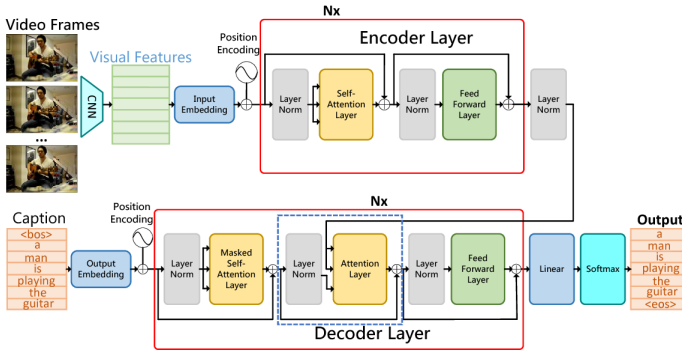 Nx
Video Frames
Position
Encoding
Encoder Layer
Visual Features
CNN
Input
Embedding
Layer
Norm
Self-
Attention
Layer
Layer
Norm
Feed
Forward
Layer
Layer
Norm
...
Nx
Caption
Position
Encoding
Output
<bos>
a
man
is
playing
the
guitar
Output
Embedding
Layer
Norm
Masked
Self-
Attention
Layer
Layer
Norm
Attention
Layer
Layer
Norm
Feed
Forward
Layer
Linear
Softmax
a
man
is
playing
the
guitar
<eos>
Decoder Layer